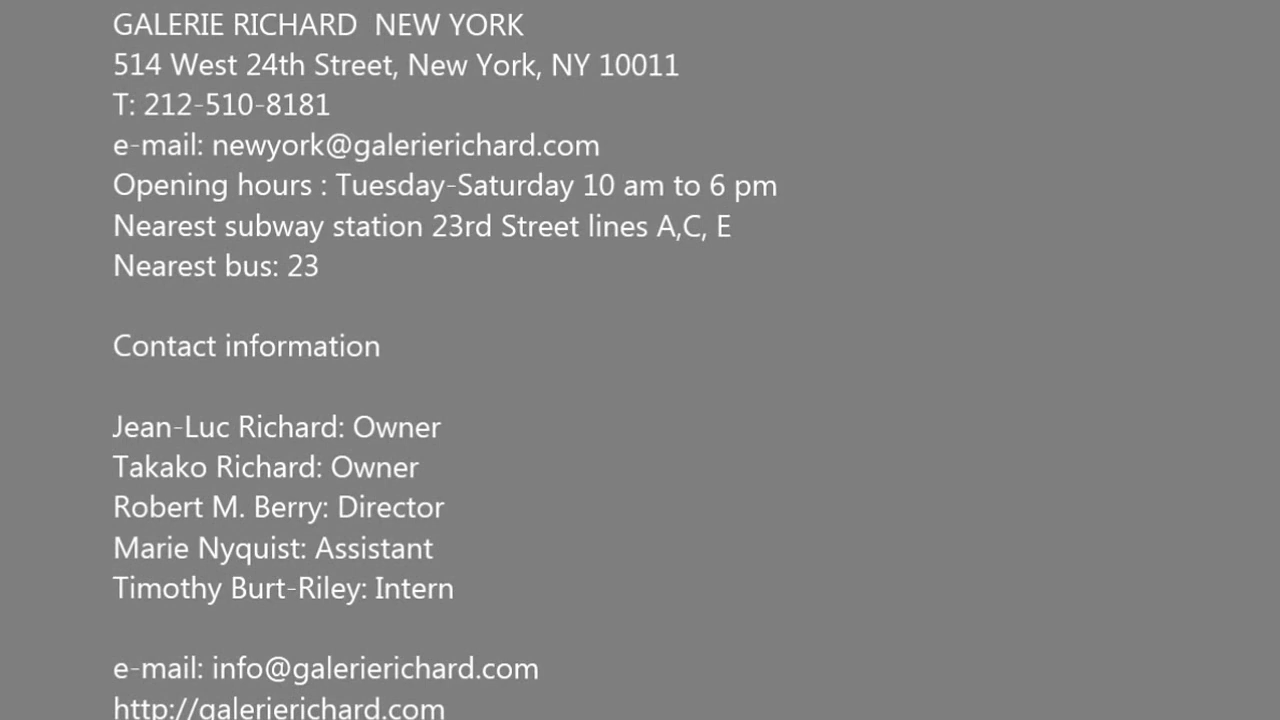 GALERIE RICHARD  NEW YORK
514 West 24th Street, New York, NY 10011
T: 212-510-8181
e-mail: newyork@galerierichard.com
Opening hours : Tuesday-Saturday 10 am to 6 pm
Nearest subway station 23rd Street lines A,C, E
Nearest bus: 23
Contact information
Jean-Luc Richard: Owner
Takako Richard: Owner
Robert M. Berry: Director
Marie Nyquist: Assistant
Timothy Burt-Riley: Intern
e-mail: info@galerierichard.com
http://galerierichard.com